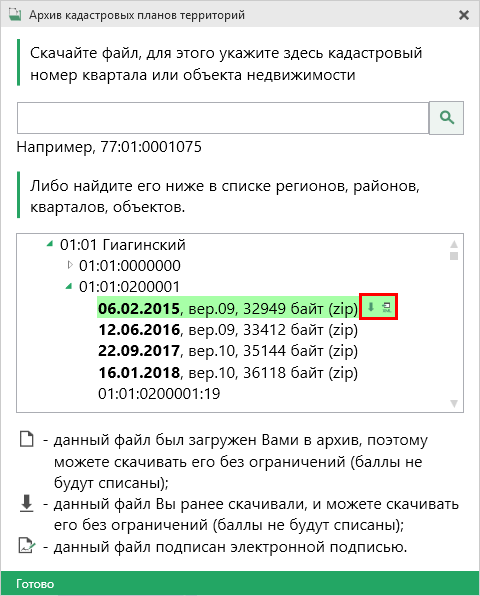 Архив кадастровых планов территорий
Скачайте файл, для этого укажите здесь кадастровый
номер квартала или объекта недвижимости
Например, 77:01:0001075
Либо найдите его ниже в списке регионов, районов,
кварталов, объектов.
01:01 Гиагинский
01:01:0000000
01:01:0200001
06.02.2015, вер.09, 32949 байт (zip)
12.06.2016, вер.09, 33412 байт (zip)
22.09.2017, вер.10, 35144 байт (zip)
16.01.2018, вер.10, 36118 байт (zip)
01:01:0200001:19
- данный файл был загружен Вами в архив, поэтому
можете скачивать его без ограничений (баллы не
будут списаны);
- данный файл Вы ранее скачивали, и можете скачивать
его без ограничений (баллы не будут списаны);
- данный файл подписан электронной подписью.
Готово